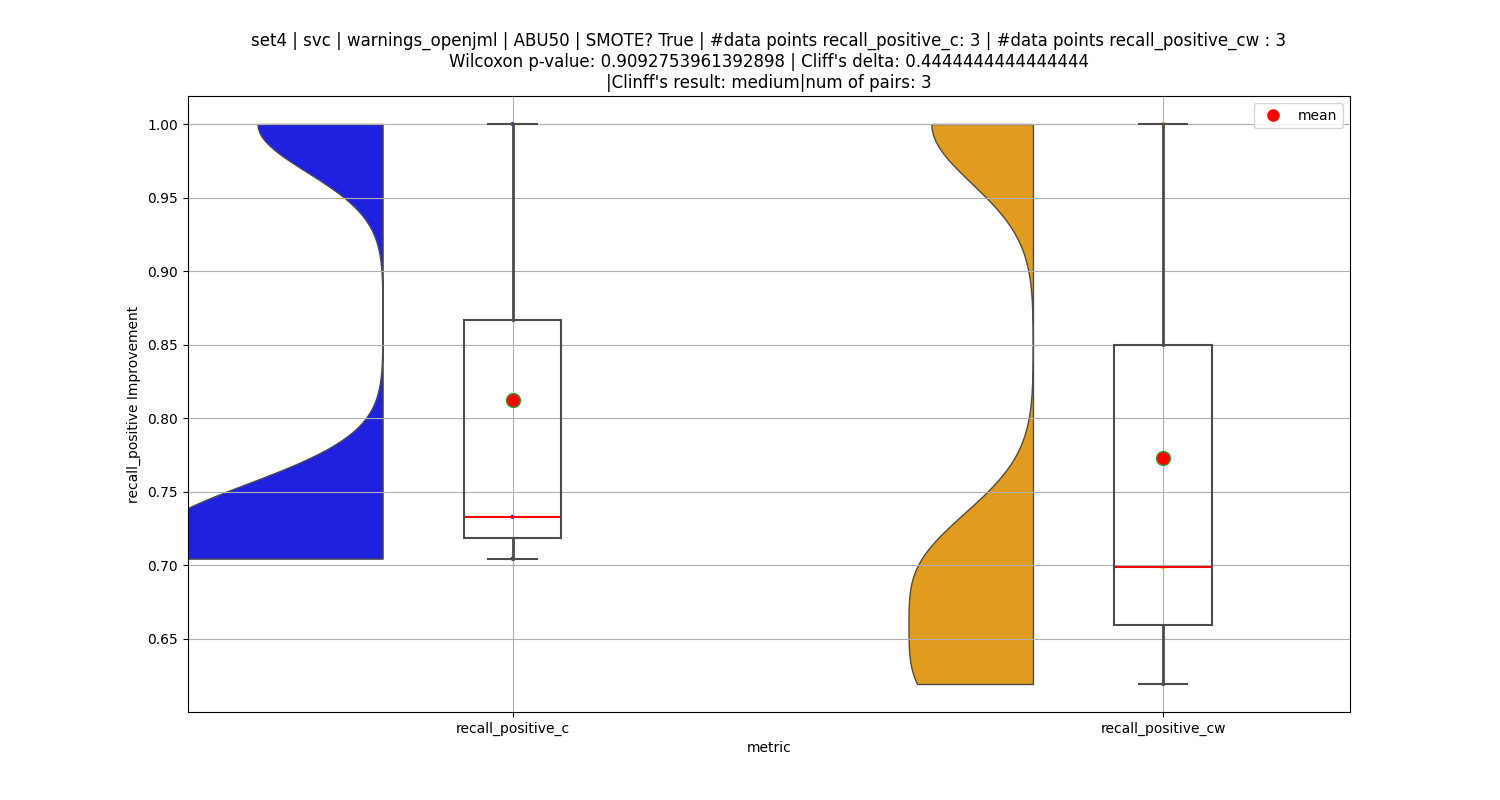 set4 | svc | warnings_openjml | ABU50 | SMOTE? True | #data points recall_positive_c: 3 | #data points recall_positive_cw : 3
Wilcoxon p-value: 0.9092753961392898 | Cliff's delta: 0.4444444444444444
|Clinff's result: medium|num of pairs: 3
mean
1.00
0.95
0.90
0.85
0.80
0.75
0.70
0.65
recall_positive Improvement
recall_positive_c
recall_positive_cw
metric